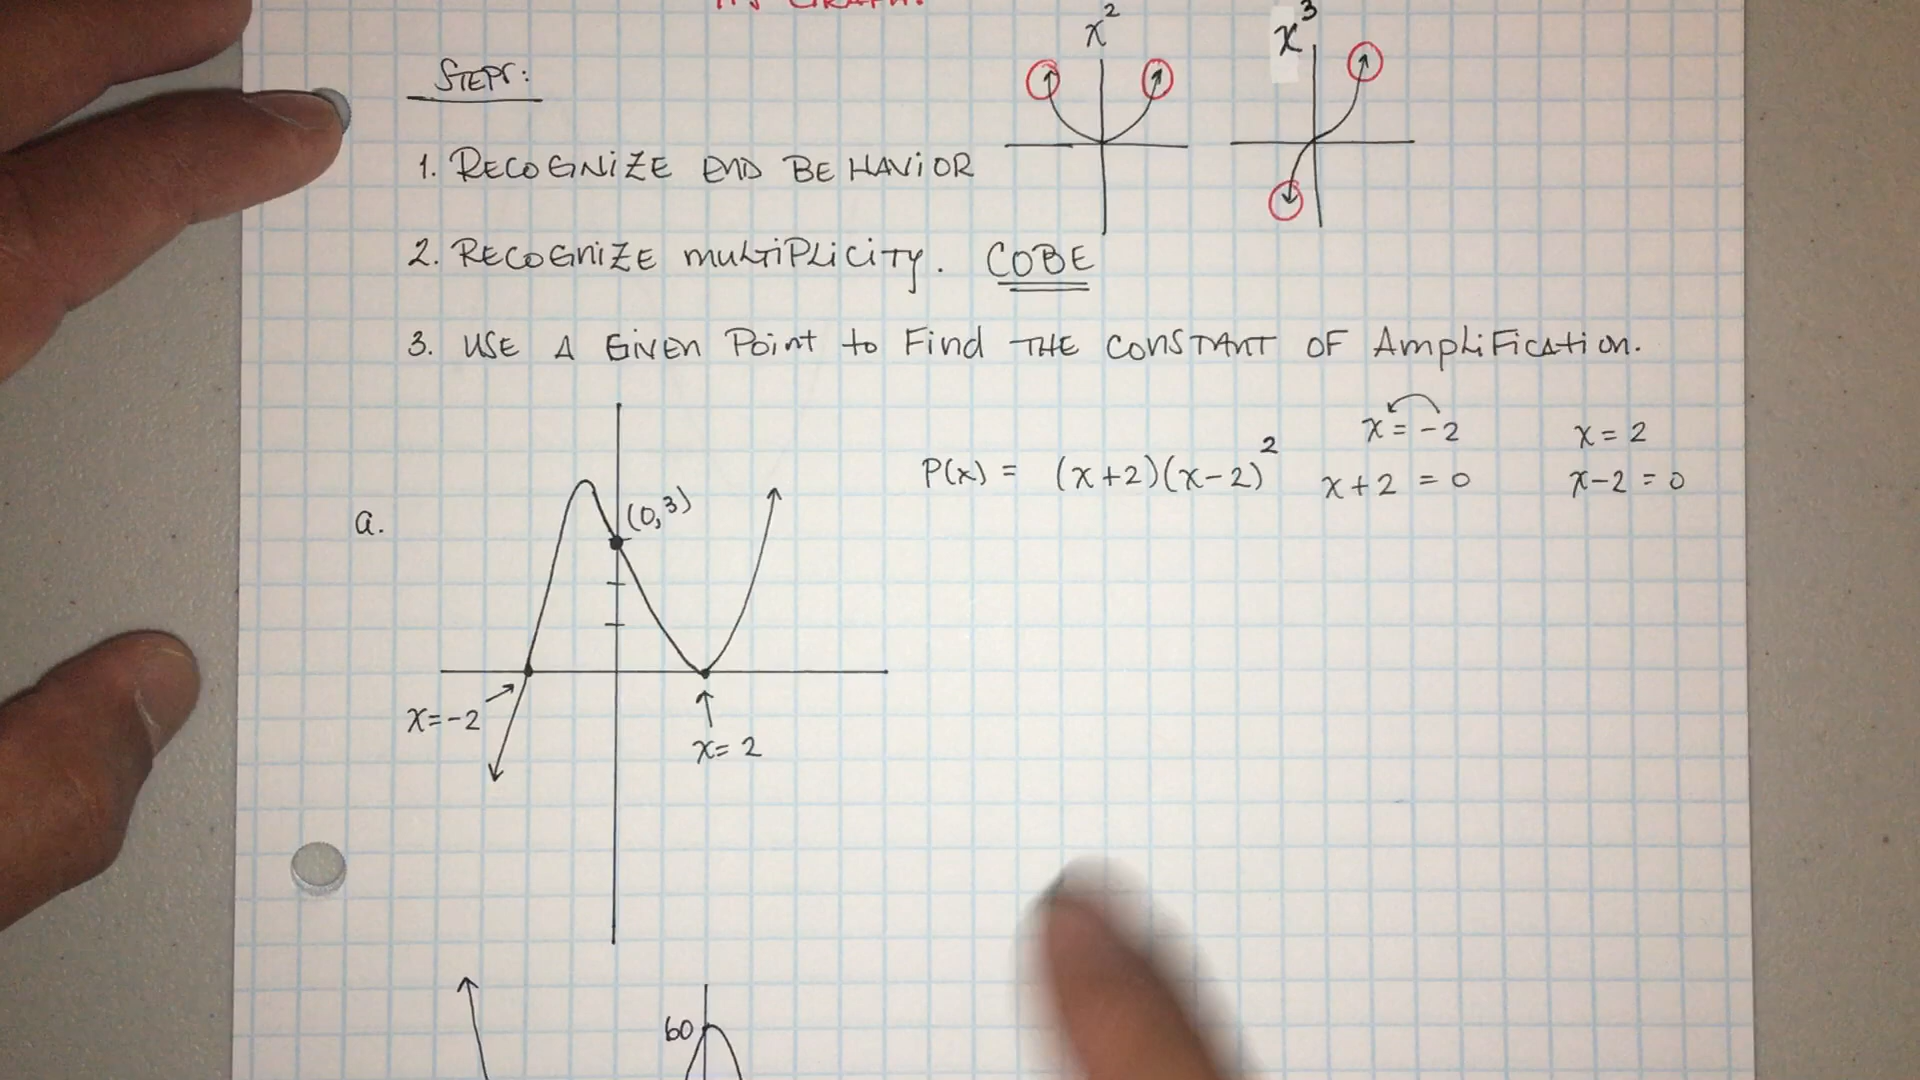 x²
x³
STEPS:
1. RECOGNIZE END BEHAVIOR
2. RECOGNIZE MULTIPLICITY. COBE
3. USE A GIVEN POINT to Find THE CONSTANT OF AMPLIFICATION.
a.
(0,3)
x=-2
x=2
P(x) = (x+2)(x-2)²
x=-2
x+2 = 0
x=2
x-2=0
60